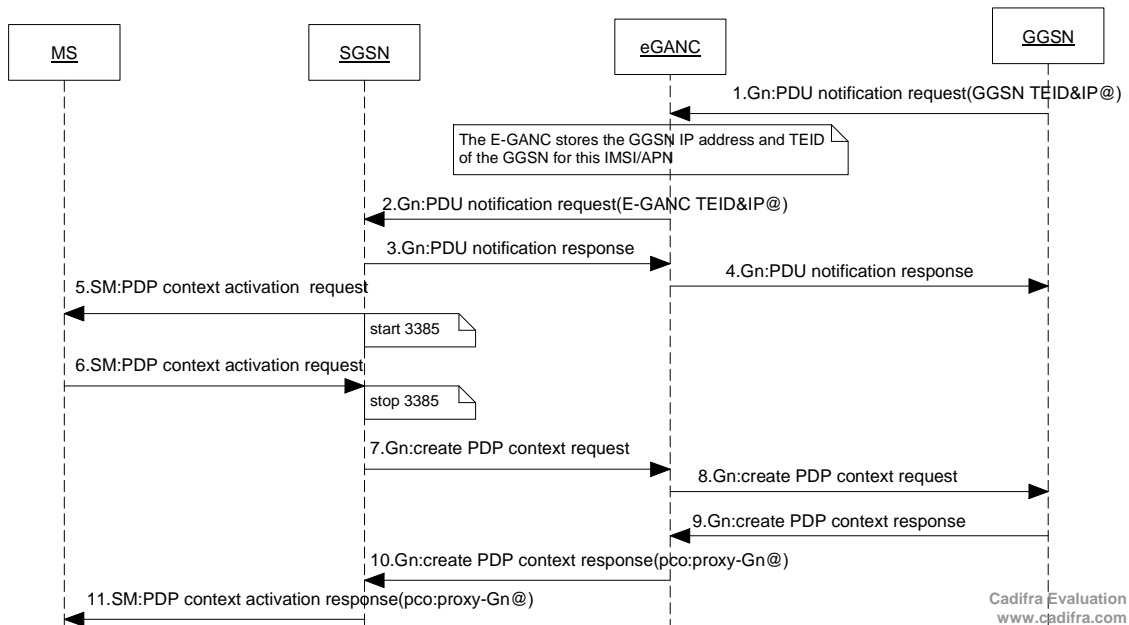 MS
SGSN
eGANC
GGSN
1.Gn:PDU notification request(GGSN TEID&IP@)
The E-GANC stores the GGSN IP address and TEID
of the GGSN for this IMSI/APN
2.Gn:PDU notification request(E-GANC TEID&IP@)
3.Gn:PDU notification response
4.Gn:PDU notification response
5.SM:PDP context activation  request
start 3385
6.SM:PDP context activation request
stop 3385
7.Gn:create PDP context request
8.Gn:create PDP context request
9.Gn:create PDP context response
10.Gn:create PDP context response(pco:proxy-Gn@)
11.SM:PDP context activation response(pco:proxy-Gn@)
Cadifra Evaluation
www.cadifra.com